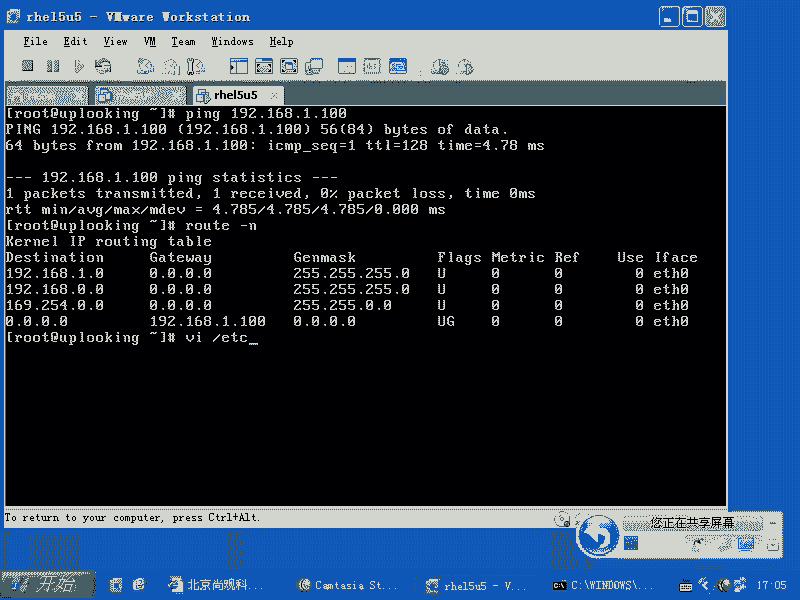 rhel5u5 - VMware Workstation
File Edit View VM Team Windows Help
rhel5u5
[root@uplooking ~]# ping 192.168.1.100
PING 192.168.1.100 (192.168.1.100) 56(84) bytes of data.
64 bytes from 192.168.1.100: icmp_seq=1 ttl=128 time=4.78 ms
--- 192.168.1.100 ping statistics ---
1 packets transmitted, 1 received, 0% packet loss, time 0ms
rtt min/avg/max/mdev = 4.785/4.785/4.785/0.000 ms
[root@uplooking ~]# route -n
Kernel IP routing table
Destination Gateway Genmask Flags Metric Ref Use Iface
192.168.1.0 0.0.0.0 255.255.255.0 U 0 0 0 eth0
192.168.0.0 0.0.0.0 255.255.255.0 U 0 0 0 eth0
169.254.0.0 0.0.0.0 255.255.0.0 U 0 0 0 eth0
0.0.0.0 192.168.1.100 0.0.0.0 UG 0 0 0 eth0
[root@uplooking ~]# vi /etc_
To return to your computer, press Ctrl+Alt.
您正在共享屏幕
开始 北京尚观科... Camtasia St... rhel5u5 - V... C:\WINDOWS\... 17:05